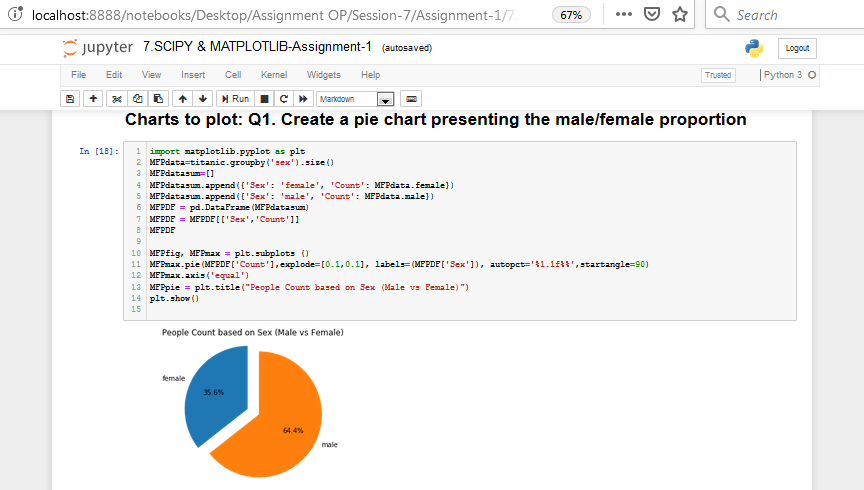 localhost:8888/notebooks/Desktop/Assignment OP/Session-7/Assignment-1/7
67%
Search
jupyter 7.SCIPY & MATPLOTLIB-Assignment-1 (autosaved)
Logout
File Edit View Insert Cell Kernel Widgets Help
Trusted
Python 3
Run
Markdown
Charts to plot: Q1. Create a pie chart presenting the male/female proportion
In [18]:
1 import matplotlib.pyplot as plt
2 MFPdata=titanic.groupby('sex').size()
3 MFPdatasum=[]
4 MFPdatasum.append({'Sex': 'female', 'Count': MFPdata.female})
5 MFPdatasum.append({'Sex': 'male', 'Count': MFPdata.male})
6 MFPDF = pd.DataFrame(MFPdatasum)
7 MFPDF = MFPDF[['Sex','Count']]
8 MFPDF
9
10 MFPfig, MFPmax = plt.subplots ()
11 MFPmax.pie(MFPDF['Count'],explode=[0.1,0.1], labels=(MFPDF['Sex']), autopct='%1.1f%%',startangle=90)
12 MFPmax.axis('equal')
13 MFPpie = plt.title("People Count based on Sex (Male vs Female)")
14 plt.show()
15
People Count based on Sex (Male vs Female)
female
35.6%
64.4%
male